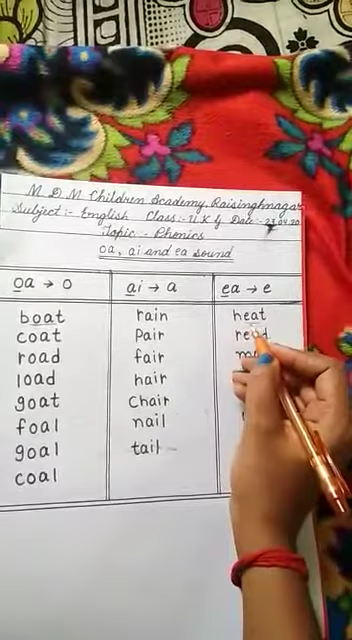 M D M Children Academy, Raisinghnagar
Subject:- English Class:- U.K.G Date:- 23.04.20
Topic - Phonics
oa, ai and ea sound
oa → o ai → a ea → e
boat rain heat
coat Pair read
road fair
load hair
goat Chair
foal nail
goal tail
coal